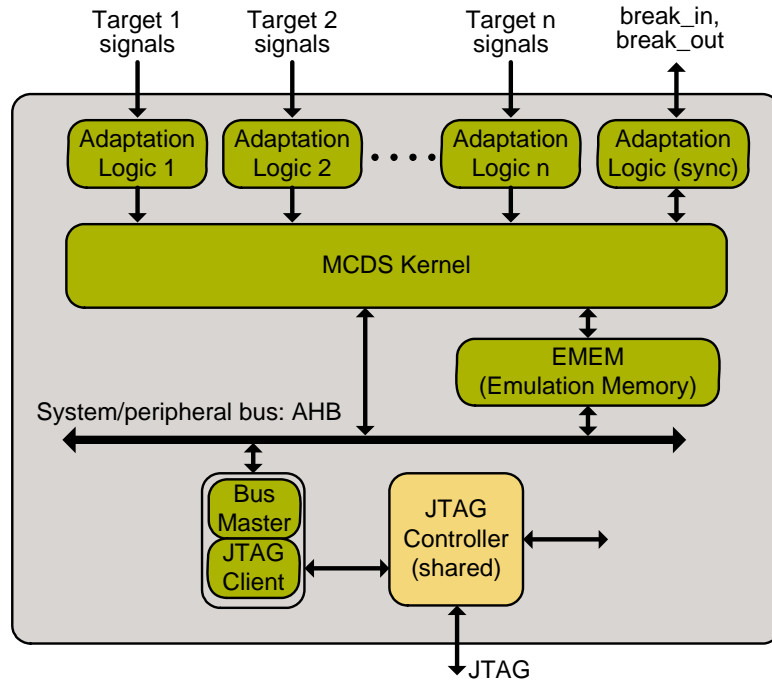 Target 1
signals
Target 2
signals
Target n
signals
break_in,
break_out
Adaptation
Logic 1
Adaptation
Logic 2
Adaptation
Logic n
Adaptation
Logic (sync)
MCDS Kernel
EMEM
(Emulation Memory)
System/peripheral bus: AHB
Bus
Master
JTAG
Client
JTAG
Controller
(shared)
JTAG